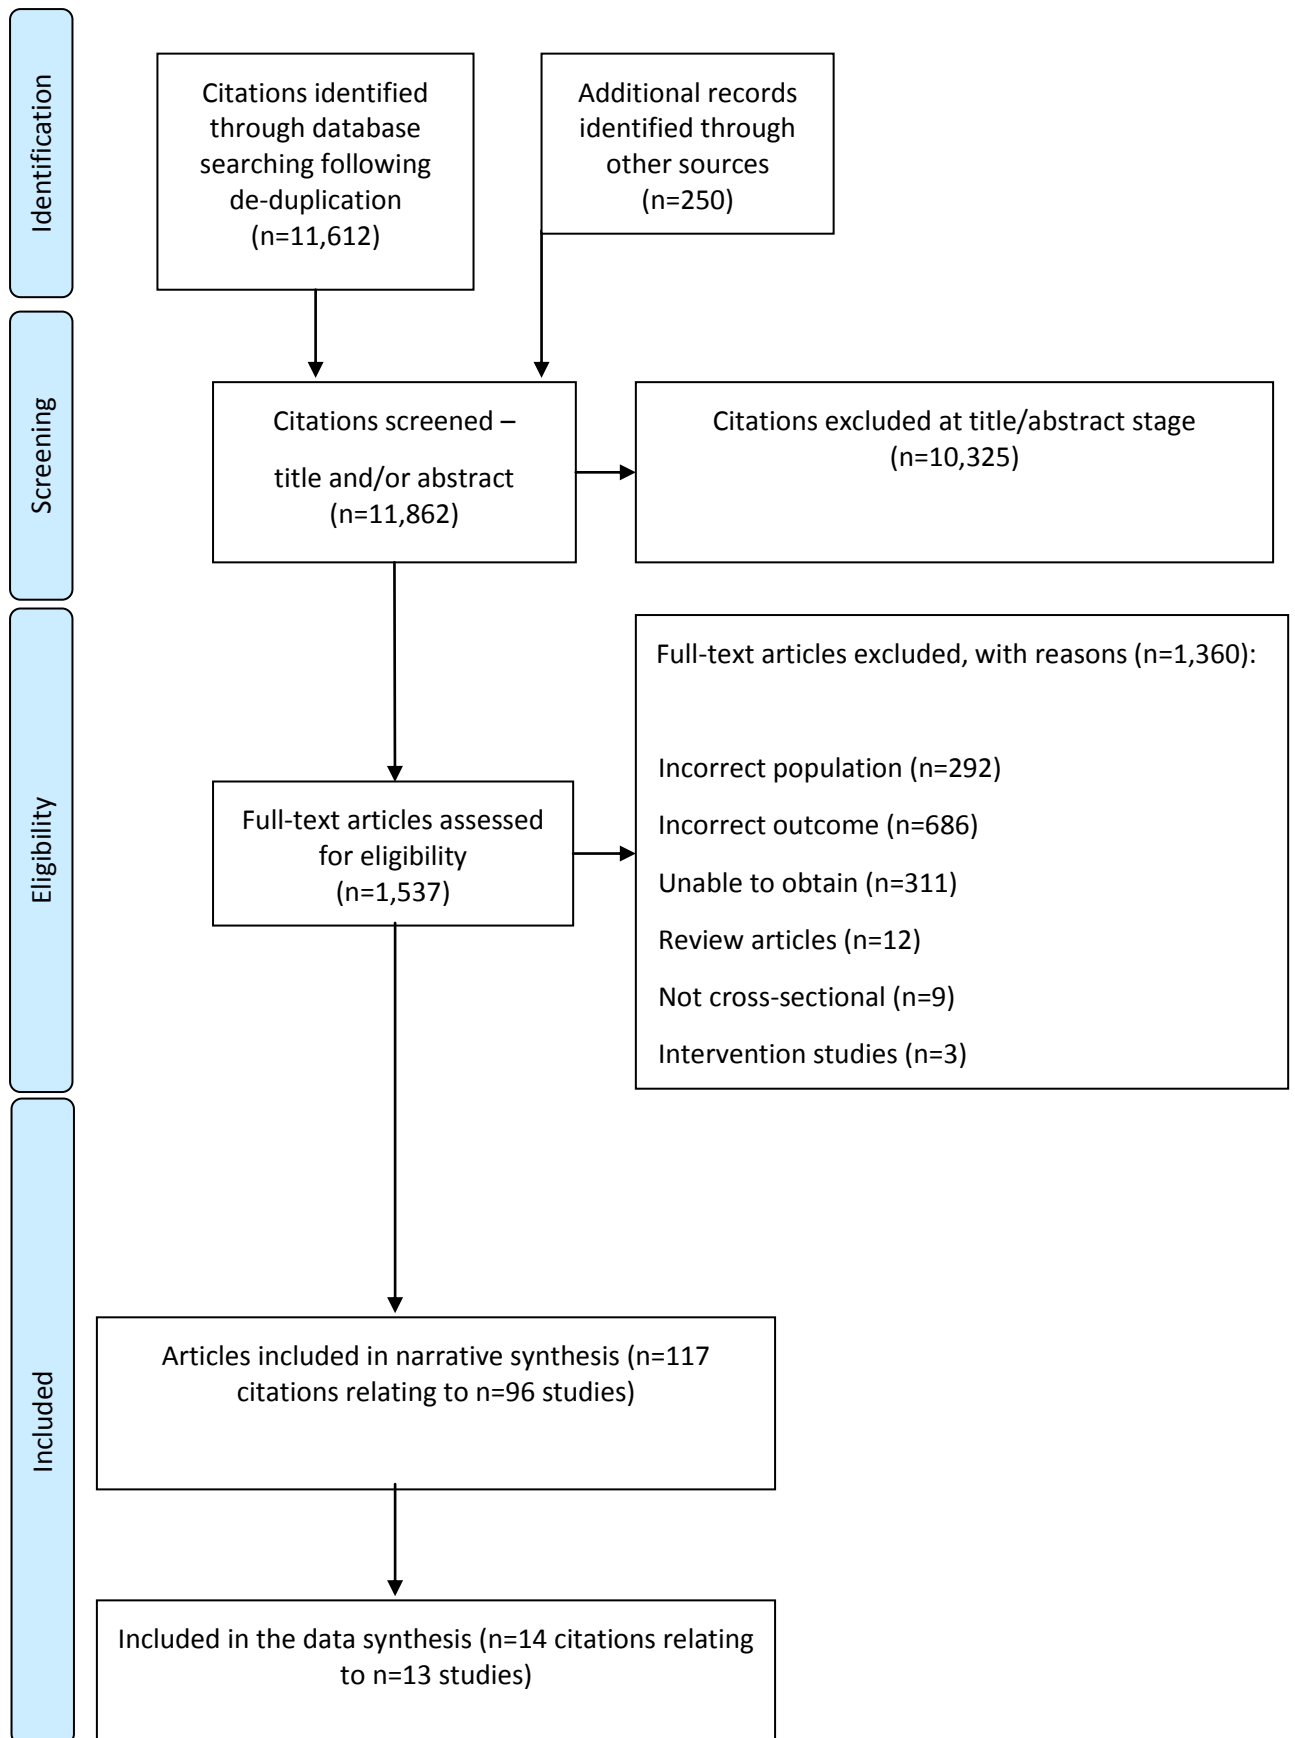 Identification
Citations identified
through database
searching following
de-duplication
(n=11,612)
Additional records
identified through
other sources
(n=250)
Screening
Citations screened –
title and/or abstract
(n=11,862)
Citations excluded at title/abstract stage
(n=10,325)
Eligibility
Full-text articles assessed
for eligibility
(n=1,537)
Full-text articles excluded, with reasons (n=1,360):
Incorrect population (n=292)
Incorrect outcome (n=686)
Unable to obtain (n=311)
Review articles (n=12)
Not cross-sectional (n=9)
Intervention studies (n=3)
Included
Articles included in narrative synthesis (n=117
citations relating to n=96 studies)
Included in the data synthesis (n=14 citations relating
to n=13 studies)